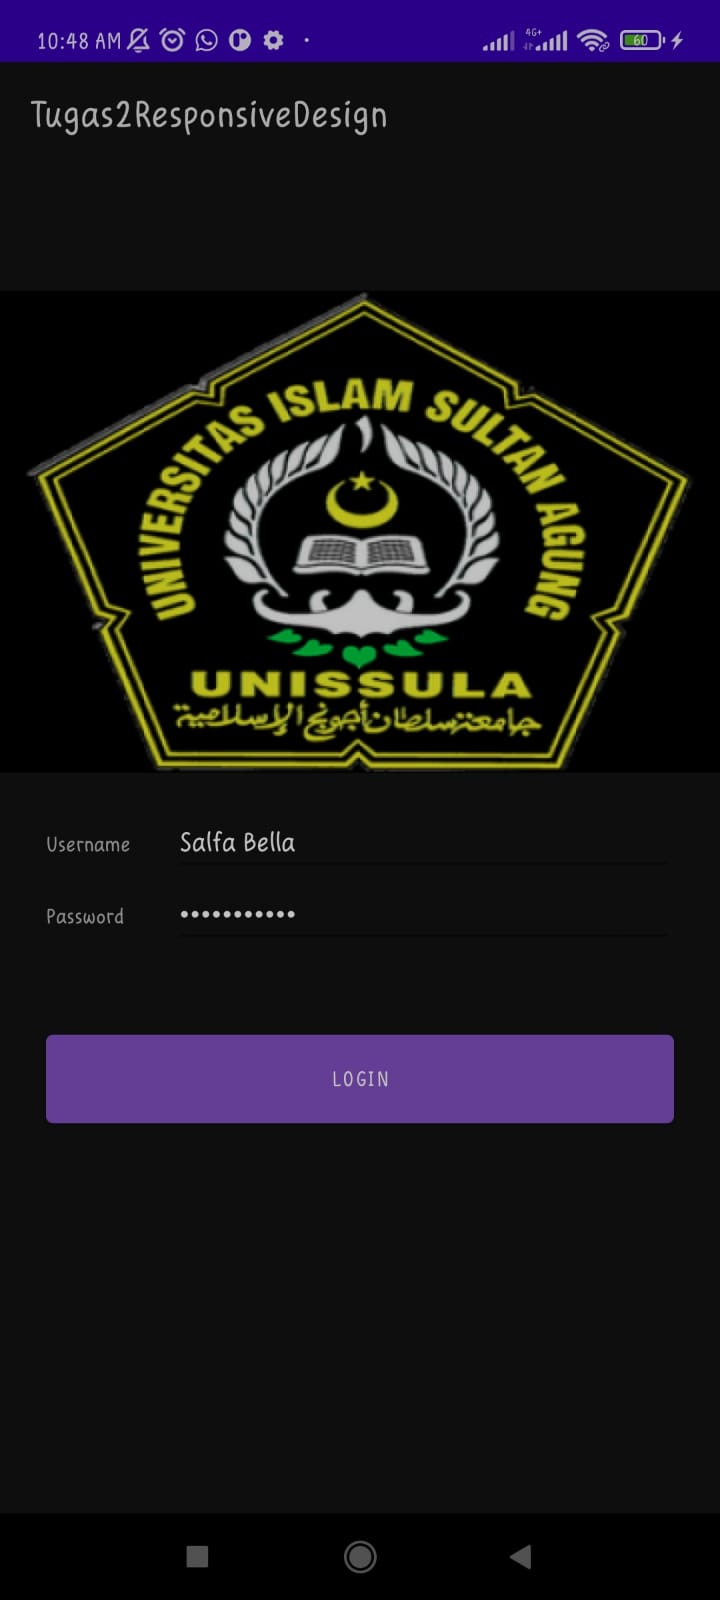 10:48 AM
4G+
60
Tugas2ResponsiveDesign
UNIVERSITAS ISLAM SULTAN AGUNG
UNISSULA
جامعة سلطان أجونج الإسلامية
Username
Salfa Bella
Password
•••••••••••
LOGIN